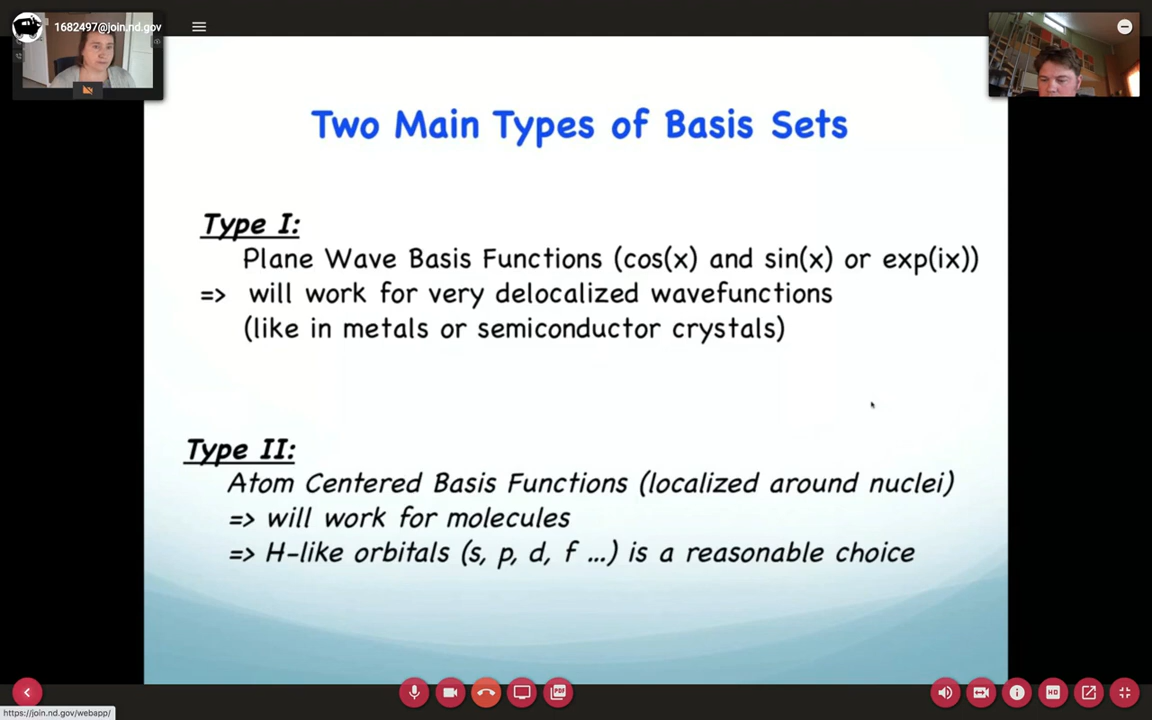 1682497@join.nd.gov
Two Main Types of Basis Sets
Type I:
Plane Wave Basis Functions (cos(x) and sin(x) or exp(ix))
=> will work for very delocalized wavefunctions
(like in metals or semiconductor crystals)
Type II:
Atom Centered Basis Functions (localized around nuclei)
=> will work for molecules
=> H-like orbitals (s, p, d, f ...) is a reasonable choice
PDF
HD
https://join.nd.gov/webapp/